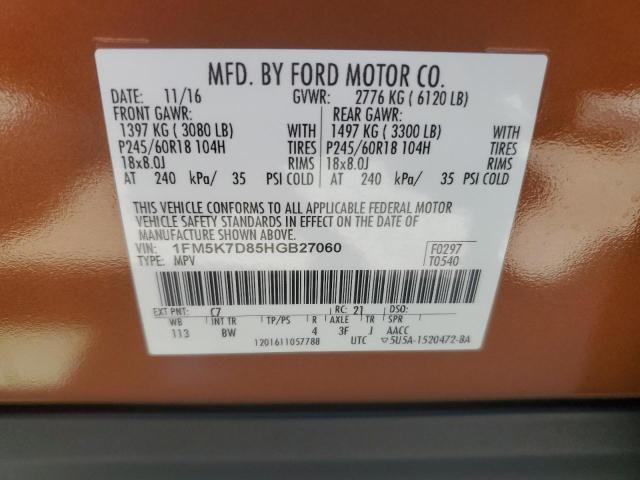 MFD. BY FORD MOTOR CO.
DATE: 11/16 GVWR: 2776 KG ( 6120 LB)
FRONT GAWR: REAR GAWR:
1397 KG ( 3080 LB) WITH 1497 KG ( 3300 LB) WITH
P245/60R18 104H TIRES P245/60R18 104H TIRES
18x8.0J RIMS 18x8.0J RIMS
AT 240 kPa/ 35 PSI COLD AT 240 kPa/ 35 PSI COLD
THIS VEHICLE CONFORMS TO ALL APPLICABLE FEDERAL MOTOR
VEHICLE SAFETY STANDARDS IN EFFECT ON THE DATE OF
MANUFACTURE SHOWN ABOVE.
VIN: 1FM5K7D85HGB27060 F0297
TYPE: MPV T0540
EXT PNT: C7 RC: 21 DSO:
WB INT TR TP/PS R AXLE TR SPR
113 BW 4 3F J AACC
1201611057788 UTC ▽5U5A-1520472-BA